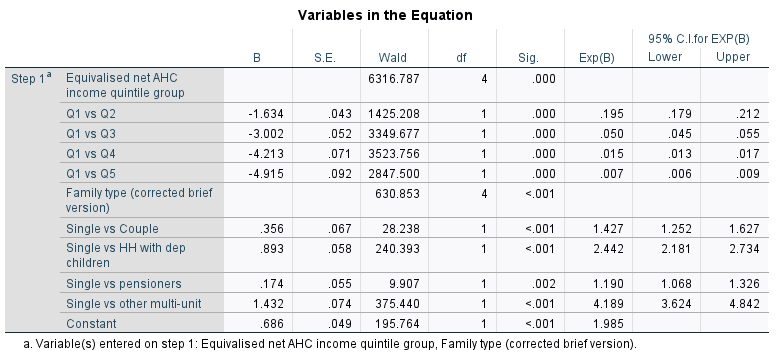 Variables in the Equation
95% C.I.for EXP(B)
B S.E. Wald df Sig. Exp(B) Lower Upper
Step 1a Equivalised net AHC
income quintile group 6316.787 4 .000
Q1 vs Q2 -1.634 .043 1425.208 1 .000 .195 .179 .212
Q1 vs Q3 -3.002 .052 3349.677 1 .000 .050 .045 .055
Q1 vs Q4 -4.213 .071 3523.756 1 .000 .015 .013 .017
Q1 vs Q5 -4.915 .092 2847.500 1 .000 .007 .006 .009
Family type (corrected brief
version) 630.853 4 <.001
Single vs Couple .356 .067 28.238 1 <.001 1.427 1.252 1.627
Single vs HH with dep
children .893 .058 240.393 1 <.001 2.442 2.181 2.734
Single vs pensioners .174 .055 9.907 1 .002 1.190 1.068 1.326
Single vs other multi-unit 1.432 .074 375.440 1 <.001 4.189 3.624 4.842
Constant .686 .049 195.764 1 <.001 1.985
a. Variable(s) entered on step 1: Equivalised net AHC income quintile group, Family type (corrected brief version).